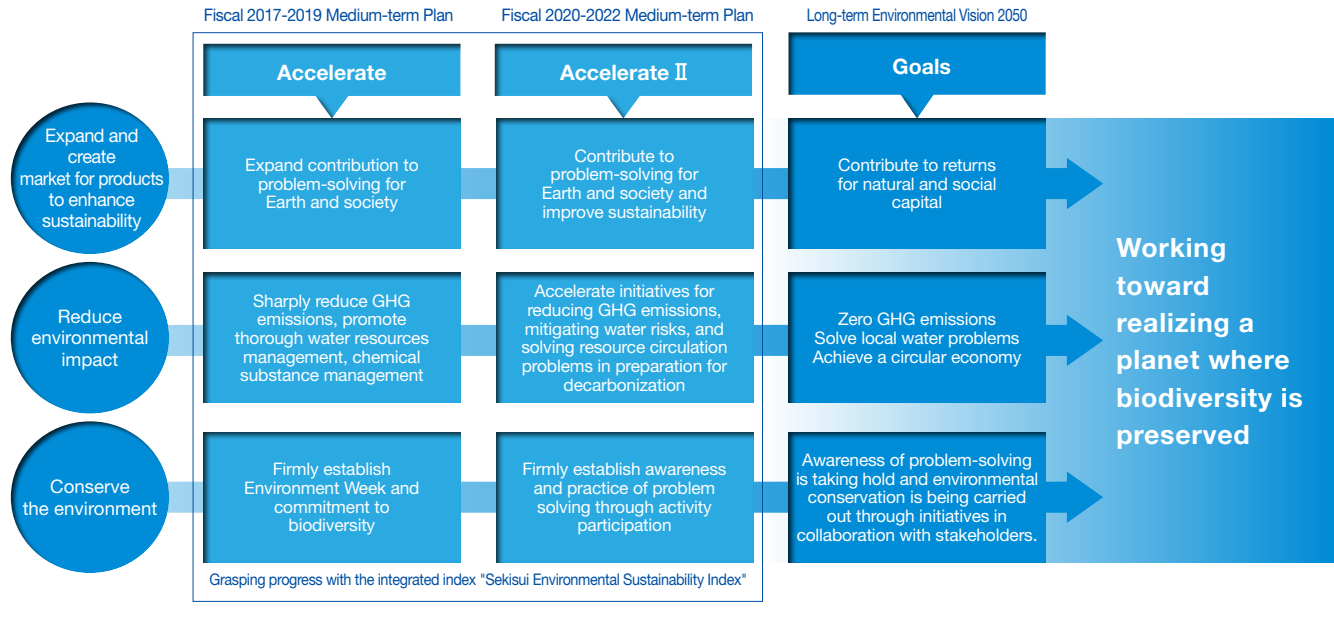 Fiscal 2017-2019 Medium-term Plan
Fiscal 2020-2022 Medium-term Plan
Long-term Environmental Vision 2050
Accelerate
Accelerate Ⅱ
Goals
Expand and
create
market for products
to enhance
sustainability
Expand contribution to
problem-solving for
Earth and society
Contribute to
problem-solving for
Earth and society and
improve sustainability
Contribute to returns
for natural and social
capital
Reduce
environmental
impact
Sharply reduce GHG
emissions, promote
thorough water resources
management, chemical
substance management
Accelerate initiatives for
reducing GHG emissions,
mitigating water risks, and
solving resource circulation
problems in preparation for
decarbonization
Zero GHG emissions
Solve local water problems
Achieve a circular economy
Conserve
the environment
Firmly establish
Environment Week and
commitment to
biodiversity
Firmly establish awareness
and practice of problem
solving through activity
participation
Awareness of problem-solving
is taking hold and environmental
conservation is being carried
out through initiatives in
collaboration with stakeholders.
Working
toward
realizing a
planet where
biodiversity is
preserved
Grasping progress with the integrated index "Sekisui Environmental Sustainability Index"